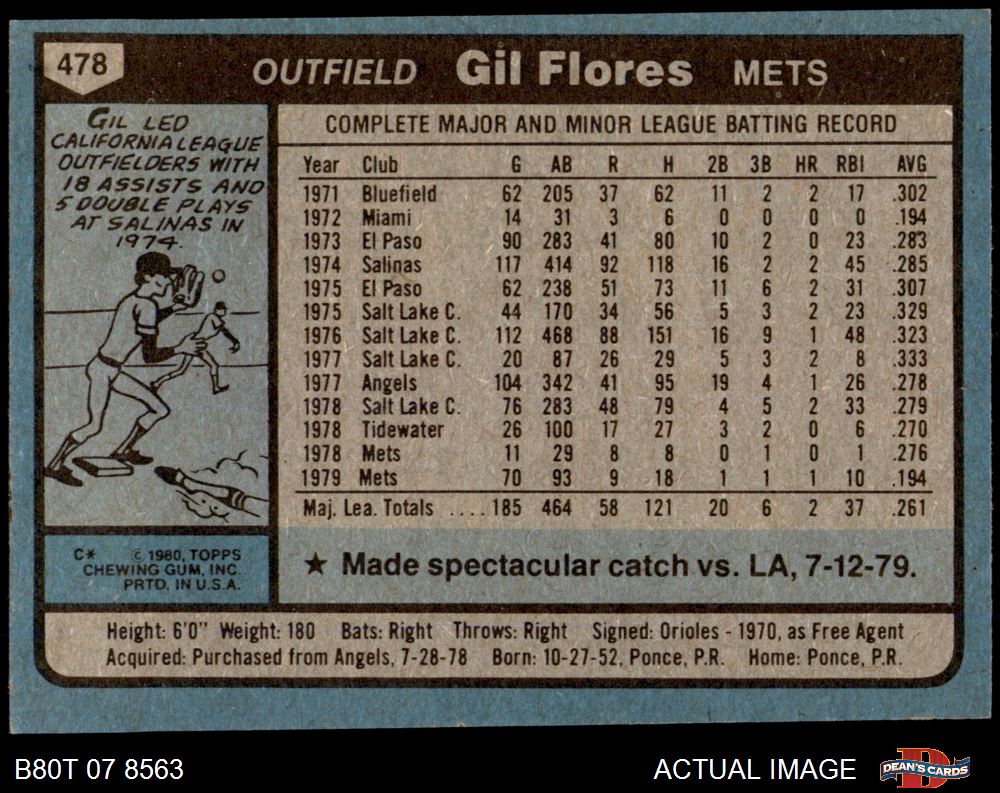 478
OUTFIELD Gil Flores METS
GIL LED
CALIFORNIA LEAGUE
OUTFIELDERS WITH
18 ASSISTS AND
5 DOUBLE PLAYS
AT SALINAS IN
1974.
COMPLETE MAJOR AND MINOR LEAGUE BATTING RECORD
Year Club G AB R H 2B 3B HR RBI AVG
1971 Bluefield 62 205 37 62 11 2 2 17 .302
1972 Miami 14 31 3 6 0 0 0 0 .194
1973 El Paso 90 283 41 80 10 2 0 23 .283
1974 Salinas 117 414 92 118 16 2 2 45 .285
1975 El Paso 62 238 51 73 11 6 2 31 .307
1975 Salt Lake C. 44 170 34 56 5 3 2 23 .329
1976 Salt Lake C. 112 468 88 151 16 9 1 48 .323
1977 Salt Lake C. 20 87 26 29 5 3 2 8 .333
1977 Angels 104 342 41 95 19 4 1 26 .278
1978 Salt Lake C. 76 283 48 79 4 5 2 33 .279
1978 Tidewater 26 100 17 27 3 2 0 6 .270
1978 Mets 11 29 8 8 0 1 0 1 .276
1979 Mets 70 93 9 18 1 1 1 10 .194
Maj. Lea. Totals ....185 464 58 121 20 6 2 37 .261
C* © 1980, TOPPS
CHEWING GUM, INC.
PRTD. IN U.S.A.
★ Made spectacular catch vs. LA, 7-12-79.
Height: 6'0" Weight: 180 Bats: Right Throws: Right Signed: Orioles - 1970, as Free Agent
Acquired: Purchased from Angels, 7-28-78 Born: 10-27-52, Ponce, P.R. Home: Ponce, P.R.
B80T 07 8563
ACTUAL IMAGE
DEAN'S CARDS